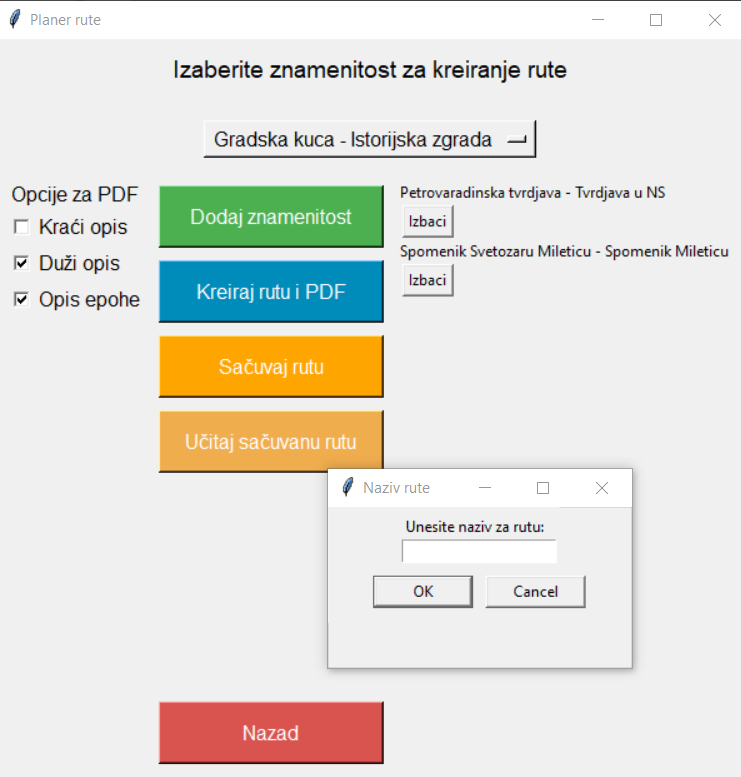 Planer rute
Izaberite znamenitost za kreiranje rute
Gradska kuca - Istorijska zgrada
Opcije za PDF
Kraći opis
Duži opis
Opis epohe
Dodaj znamenitost
Kreiraj rutu i PDF
Sačuvaj rutu
Učitaj sačuvanu rutu
Petrovaradinska tvrdjava - Tvrdjava u NS
Izbaci
Spomenik Svetozaru Mileticu - Spomenik Mileticu
Izbaci
Naziv rute
Unesite naziv za rutu:
OK
Cancel
Nazad